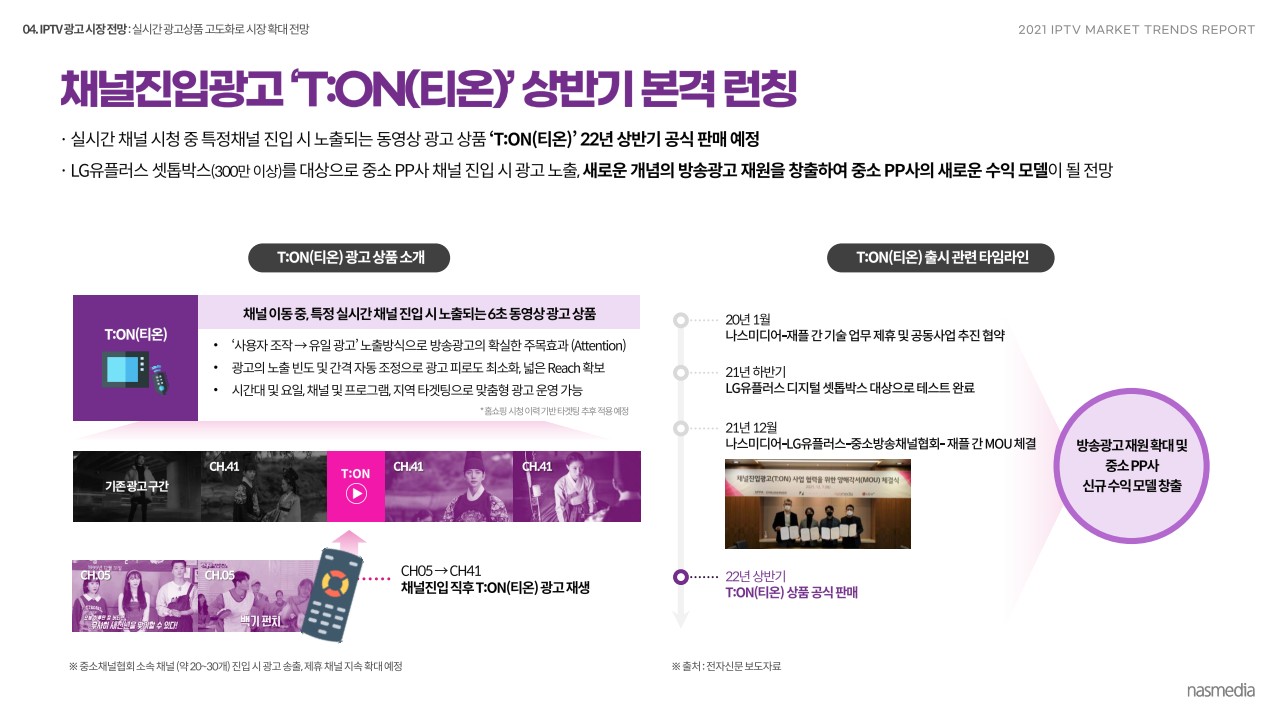 04. IPTV 광고 시장 전망 : 실시간 광고상품 고도화로 시장 확대 전망
2021 IPTV MARKET TRENDS REPORT
채널진입광고 ‘T:ON(티온)’ 상반기 본격 런칭
· 실시간 채널 시청 중 특정채널 진입 시 노출되는 동영상 광고 상품 ‘T:ON(티온)’ 22년 상반기 공식 판매 예정
· LG유플러스 셋톱박스(300만 이상)를 대상으로 중소 PP사 채널 진입 시 광고 노출, 새로운 개념의 방송광고 재원을 창출하여 중소 PP사의 새로운 수익 모델이 될 전망
T:ON(티온) 광고 상품 소개
T:ON(티온)
채널 이동 중, 특정 실시간 채널 진입 시 노출되는 6초 동영상 광고 상품
• ‘사용자 조작 → 유일 광고’ 노출방식으로 방송광고의 확실한 주목효과 (Attention)
• 광고의 노출 빈도 및 간격 자동 조정으로 광고 피로도 최소화, 넓은 Reach 확보
• 시간대 및 요일, 채널 및 프로그램, 지역 타겟팅으로 맞춤형 광고 운영 가능
* 홈쇼핑 시청 이력 기반 타겟팅 추후 적용 예정
기존 광고 구간
CH.41
T:ON
CH.41
CH.41
CH.05
CH.05
백기 펀치
CH05 → CH41
채널진입 직후 T:ON(티온) 광고 재생
※ 중소채널협회 소속 채널 (약 20~30개) 진입 시 광고 송출, 제휴 채널 지속 확대 예정
T:ON(티온) 출시 관련 타임라인
20년 1월
나스미디어-재플 간 기술 업무 제휴 및 공동사업 추진 협약
21년 하반기
LG유플러스 디지털 셋톱박스 대상으로 테스트 완료
21년 12월
나스미디어-LG유플러스-중소방송채널협회- 재플 간 MOU 체결
채널진입광고(T:ON) 사업 협력을 위한 양해각서(MOU) 체결식
22년 상반기
T:ON(티온) 상품 공식 판매
방송광고 재원 확대 및
중소 PP사
신규 수익 모델 창출
※ 출처 : 전자신문 보도자료
nasmedia